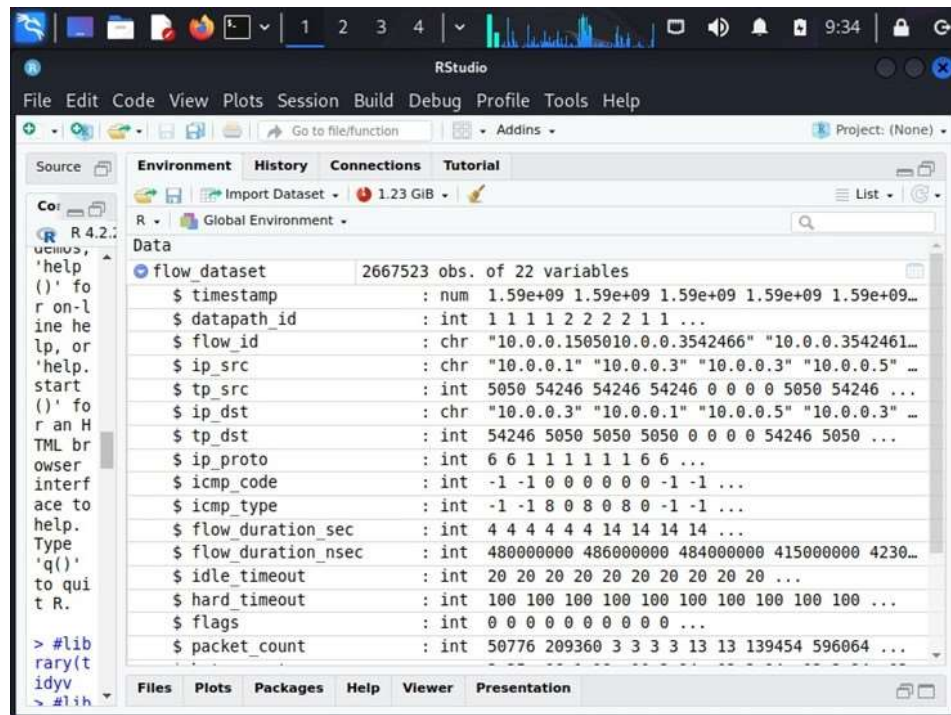 1 2 3 4 9:34
RStudio
File Edit Code View Plots Session Build Debug Profile Tools Help
Go to file/function Addins Project: (None)
Source
Environment History Connections Tutorial
Import Dataset 1.23 GiB List
R Global Environment
Data
flow_dataset 2667523 obs. of 22 variables
$ timestamp : num 1.59e+09 1.59e+09 1.59e+09 1.59e+09 1.59e+09…
$ datapath_id : int 1 1 1 1 2 2 2 2 1 1 ...
$ flow_id : chr "10.0.0.1505010.0.0.3542466" "10.0.0.3542461…
$ ip_src : chr "10.0.0.1" "10.0.0.3" "10.0.0.3" "10.0.0.5" …
$ tp_src : int 5050 54246 54246 54246 0 0 0 0 5050 54246 ...
$ ip_dst : chr "10.0.0.3" "10.0.0.1" "10.0.0.5" "10.0.0.3" …
$ tp_dst : int 54246 5050 5050 5050 0 0 0 0 54246 5050 ...
$ ip_proto : int 6 6 1 1 1 1 1 1 6 6 ...
$ icmp_code : int -1 -1 0 0 0 0 0 0 -1 -1 ...
$ icmp_type : int -1 -1 8 0 8 0 8 0 -1 -1 ...
$ flow_duration_sec : int 4 4 4 4 4 4 14 14 14 14 ...
$ flow_duration_nsec : int 480000000 486000000 484000000 415000000 4230…
$ idle_timeout : int 20 20 20 20 20 20 20 20 20 20 ...
$ hard_timeout : int 100 100 100 100 100 100 100 100 100 100 ...
$ flags : int 0 0 0 0 0 0 0 0 0 0 ...
$ packet_count : int 50776 209360 3 3 3 3 13 13 139454 596064 ...
Files Plots Packages Help Viewer Presentation
R 4.2.
demos,
'help
()' fo
r on-l
ine he
lp, or
'help.
start
()' fo
r an H
TML br
owser
interf
ace to
help.
Type
'q()'
to qui
t R.
> #lib
rary(t
idyv
> #lib